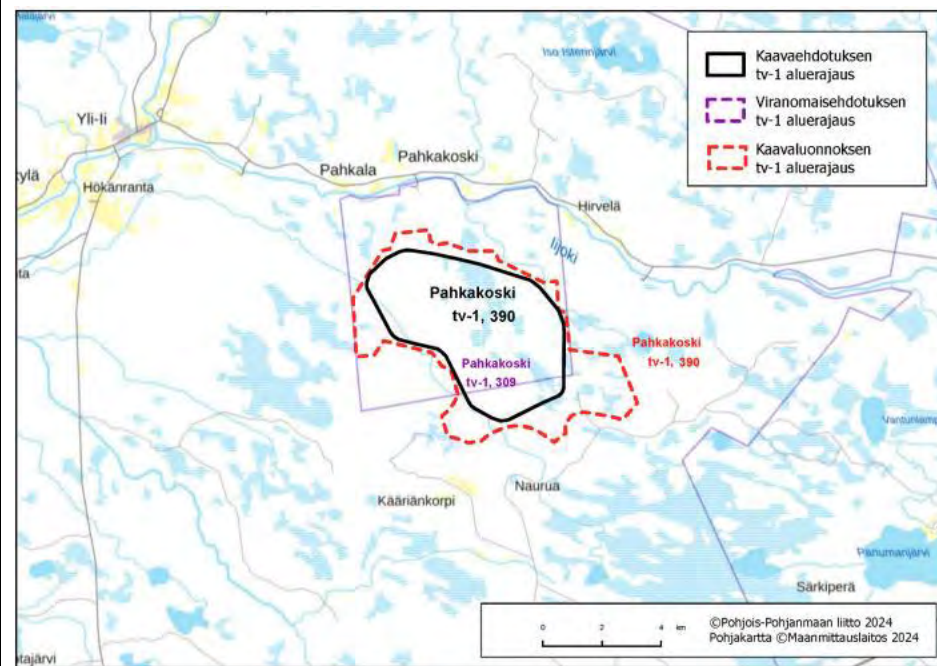 Iso Isterinjärvi
Kaavaehdotuksen
tv-1 aluerajaus
Viranomaisehdotuksen
tv-1 aluerajaus
Kaavaluonnoksen
tv-1 aluerajaus
Yli-Ii
Pahkakoski
Pahkala
Hökänranta
Hirvelä
Iijoki
Pahkakoski
tv-1, 390
Pahkakoski
tv-1, 390
Pahkakoski
tv-1, 309
Naurua
Kääriänkorpi
Panumanjärvi
Särkiperä
0 2 4 km
©Pohjois-Pohjanmaan liitto 2024
Pohjakartta ©Maanmittauslaitos 2024